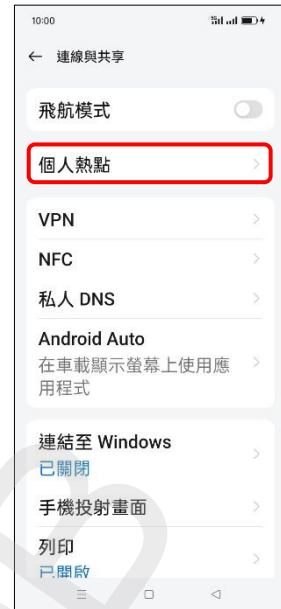 10:00
← 連線與共享
飛航模式
個人熱點
VPN
NFC
私人 DNS
Android Auto
在車載顯示螢幕上使用應
用程式
連結至 Windows
已關閉
手機投射畫面
列印
已開啟